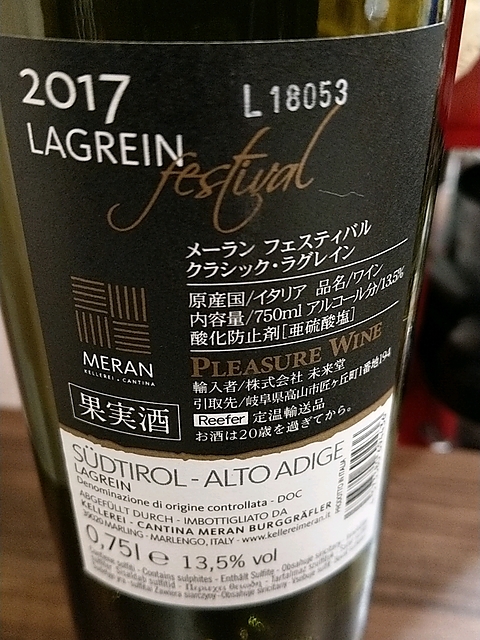 2017
L18053
LAGREIN
festival
メーラン フェスティバル
クラシック・ラグレイン
原産国/イタリア 品名/ワイン
内容量/750ml アルコール分/13.5%
酸化防止剤[亜硫酸塩]
PLEASURE WINE
輸入者/株式会社 未来堂
引取先/岐阜県高山市匠ヶ丘町1番地194
Reefer 定温輸送品
お酒は20歳を過ぎてから。
MERAN
KELLEREI · CANTINA
果実酒
SÜDTIROL - ALTO ADIGE
LAGREIN
Denominazione di origine controllata - DOC
ABGEFÜLLT DURCH - IMBOTTIGLIATO DA
KELLEREI - CANTINA MERAN BURGGRÄFLER
39020 MARLING - MARLENGO, ITALY - www.kellereimeran.it
0,75l e 13,5% vol
PRODOTTO IN ITALIA
Contiene solfiti - Contains sulphites - Enthält Sulfite